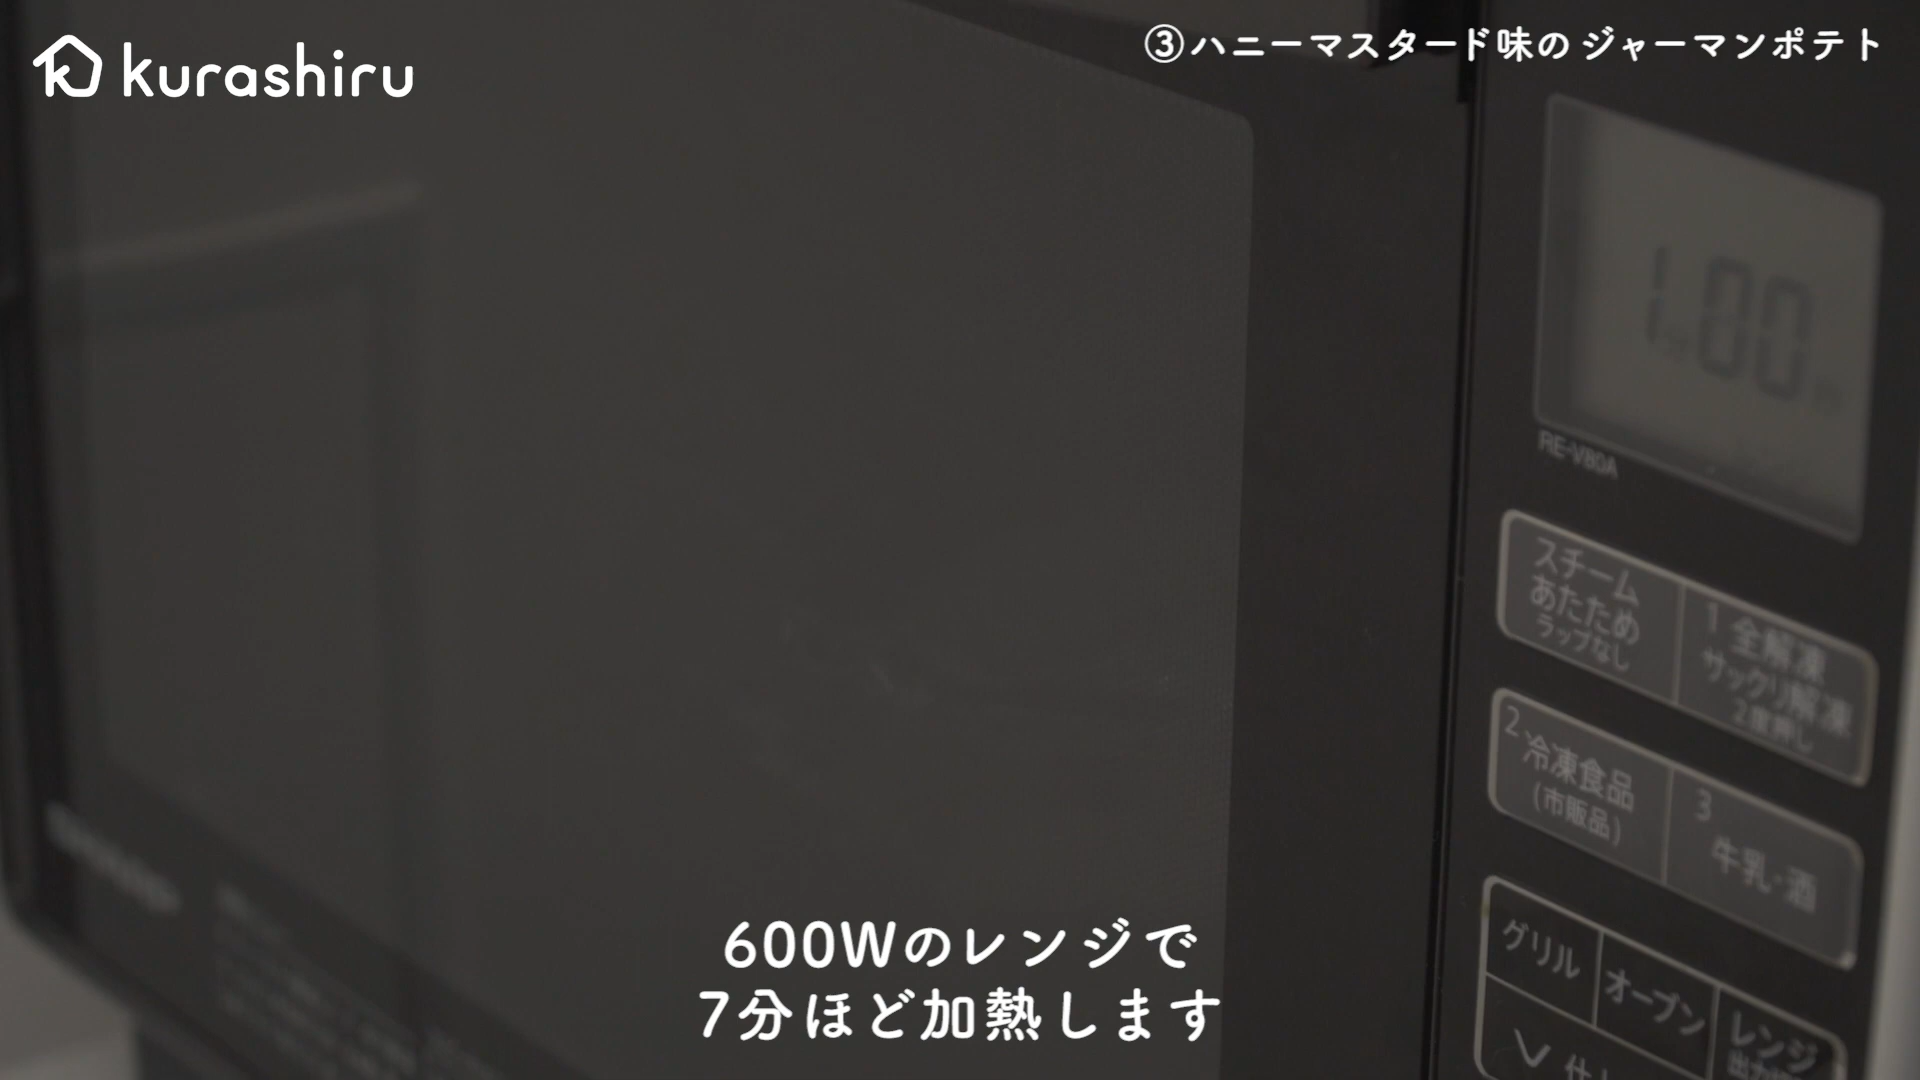 kurashiru
③ハニーマスタード味のジャーマンポテト
1.00
RE-V80A
スチーム
あたため
ラップなし
1 全解凍
サックリ解凍
2度押し
2 冷凍食品
(市販品)
3
牛乳・酒
グリル
オーブン
レンジ
600Wのレンジで
7分ほど加熱します